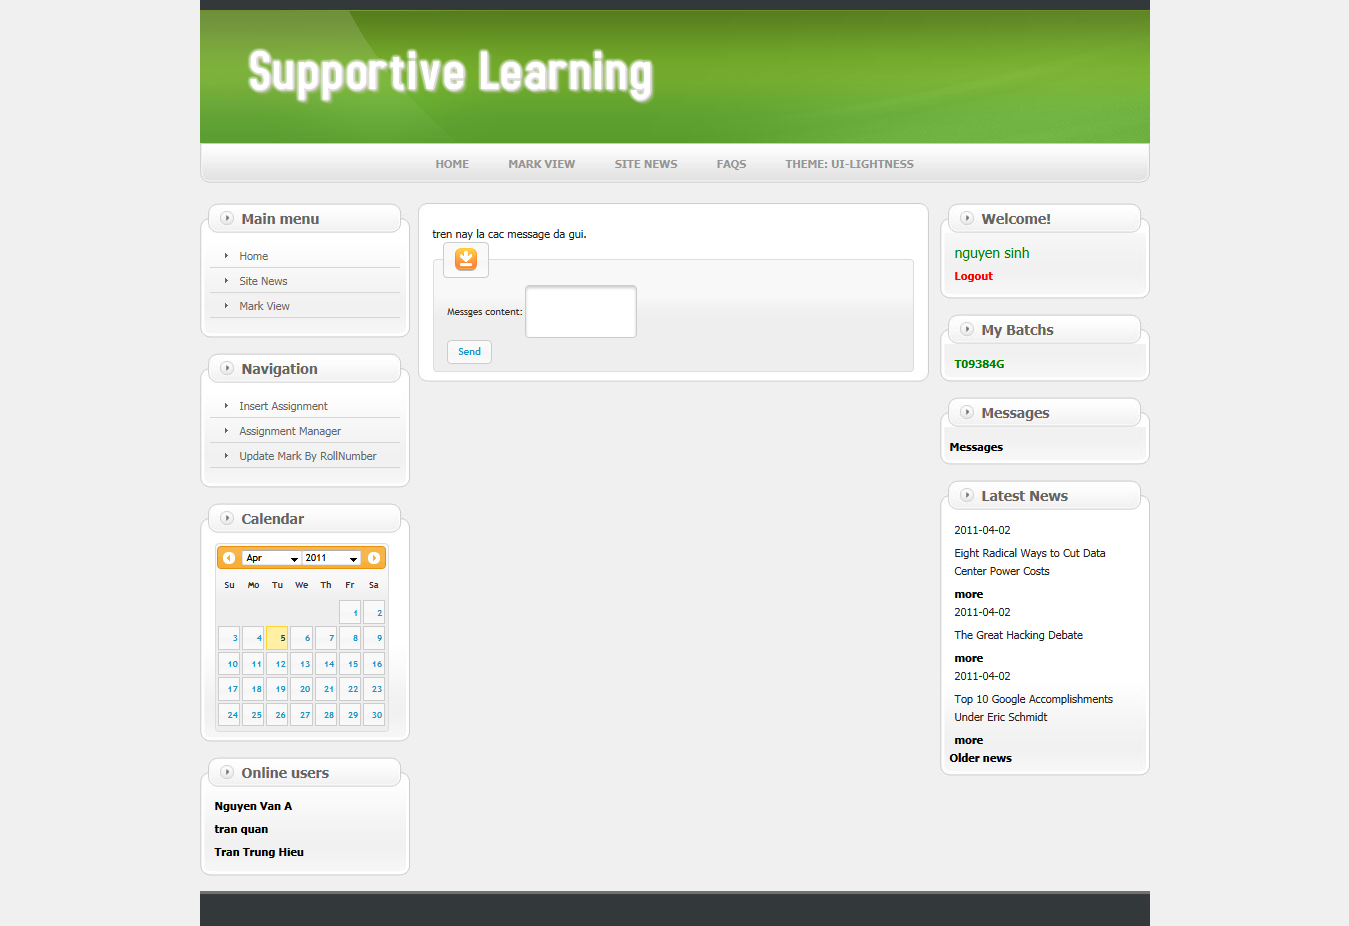 Supportive Learning
HOME MARK VIEW SITE NEWS FAQS THEME: UI-LIGHTNESS
Main menu
Home
Site News
Mark View
Navigation
Insert Assignment
Assignment Manager
Update Mark By RollNumber
Calendar
Apr 2011
Su Mo Tu We Th Fr Sa
1 2
3 4 5 6 7 8 9
10 11 12 13 14 15 16
17 18 19 20 21 22 23
24 25 26 27 28 29 30
Online users
Nguyen Van A
tran quan
Tran Trung Hieu
tren nay la cac message da gui.
Messges content:
Send
Welcome!
nguyen sinh
Logout
My Batchs
T09384G
Messages
Messages
Latest News
2011-04-02
Eight Radical Ways to Cut Data
Center Power Costs
more
2011-04-02
The Great Hacking Debate
more
2011-04-02
Top 10 Google Accomplishments
Under Eric Schmidt
more
Older news